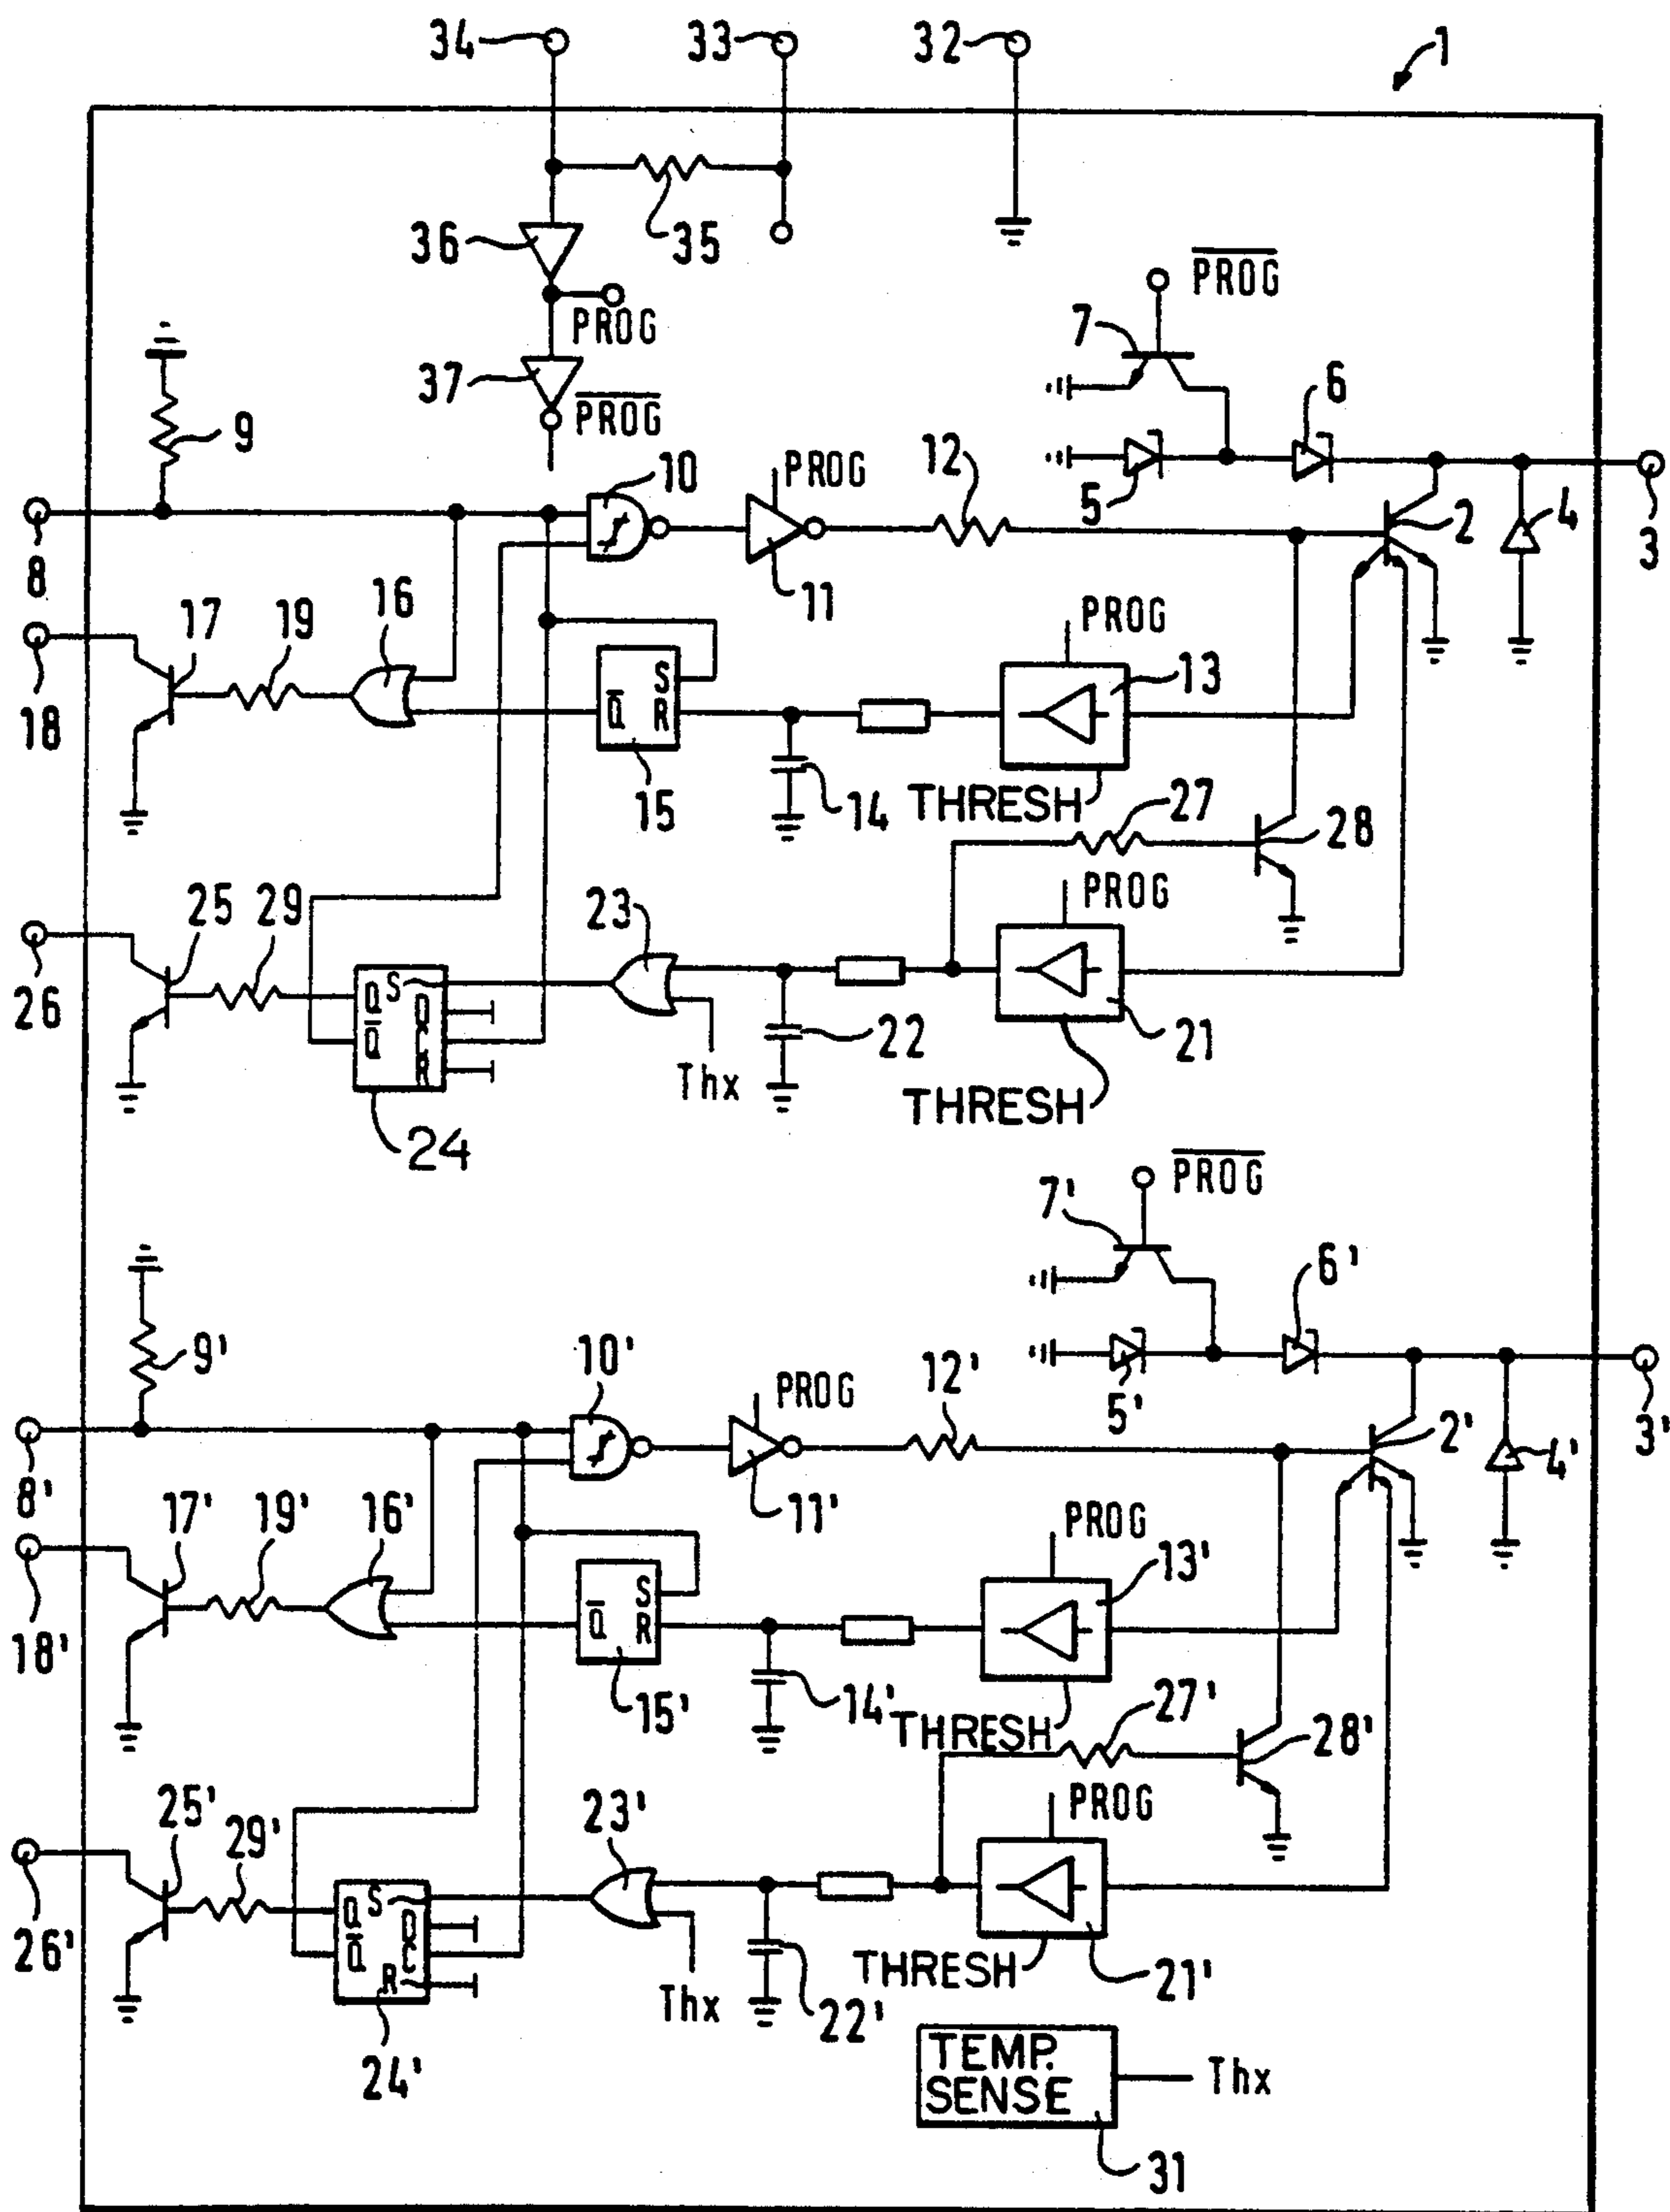 34 33 32 1
36 35
PROG
PROG
7
37 PROG
6
9
10 PROG 12
5
2 4
8 3
17 19 16 11
PROG
S 13
Q R
18
15 14 THRESH 27
28
25 29 23 PROG
26 Q S D
Q C
R
22 21
Thx
THRESH
24
PROG
7'
6'
9' 10' PROG 12'
5'
2' 4' 3'
8' 17' 19' 16' 11'
PROG
S 13'
Q R
18'
15' 14' THRESH 27'
28'
25' 29' 23' PROG
26' Q S D
Q C
R
THRESH 21'
Thx 22'
24' TEMP. SENSE Thx
31